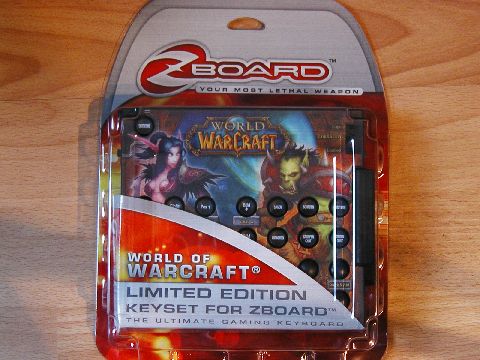 ZBOARD™
YOUR MOST LETHAL WEAPON
WORLD
OF
WARCRAFT
WORLD OF
WARCRAFT®
LIMITED EDITION
KEYSET FOR ZBOARD™
THE ULTIMATE GAMING KEYBOARD